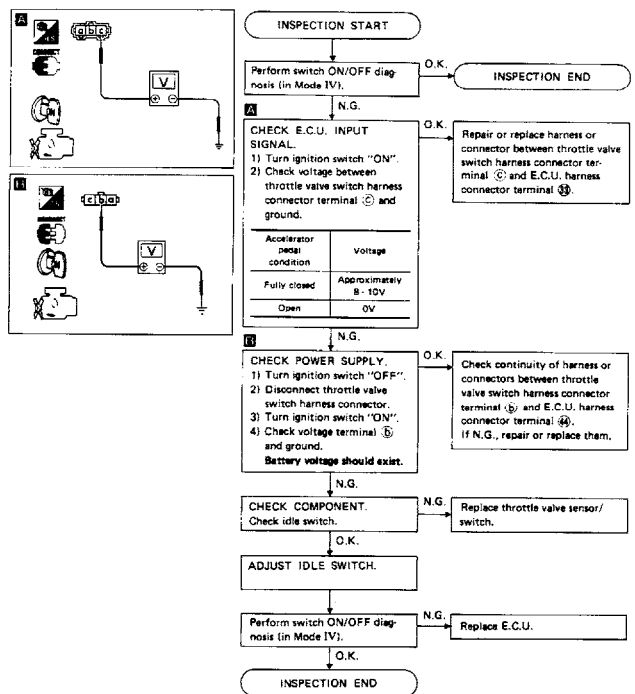 A
a b c
CONNECT
ON
V
B
c b a
V
INSPECTION START
Perform switch ON/OFF diag-
nosis (in Mode IV).
O.K.
INSPECTION END
N.G.
A
CHECK E.C.U. INPUT
SIGNAL.
1) Turn ignition switch "ON".
2) Check voltage between
throttle valve switch harness
connector terminal ⓒ and
ground.
Accelerator
pedal
condition
Voltage
Fully closed
Approximately
8 - 10V
Open
0V
O.K.
Repair or replace harness or
connector between throttle valve
switch harness connector ter-
minal ⓒ and E.C.U. harness
connector terminal ㉝.
N.G.
B
CHECK POWER SUPPLY.
1) Turn ignition switch "OFF".
2) Disconnect throttle valve
switch harness connector.
3) Turn ignition switch "ON".
4) Check voltage terminal ⓑ
and ground.
Battery voltage should exist.
O.K.
Check continuity of harness or
connectors between throttle
valve switch harness connector
terminal ⓑ and E.C.U. harness
connector terminal ㊹.
If N.G., repair or replace them.
N.G.
CHECK COMPONENT.
Check idle switch.
N.G.
Replace throttle valve sensor/
switch.
O.K.
ADJUST IDLE SWITCH.
Perform switch ON/OFF diag-
nosis (in Mode IV).
N.G.
Replace E.C.U.
O.K.
INSPECTION END